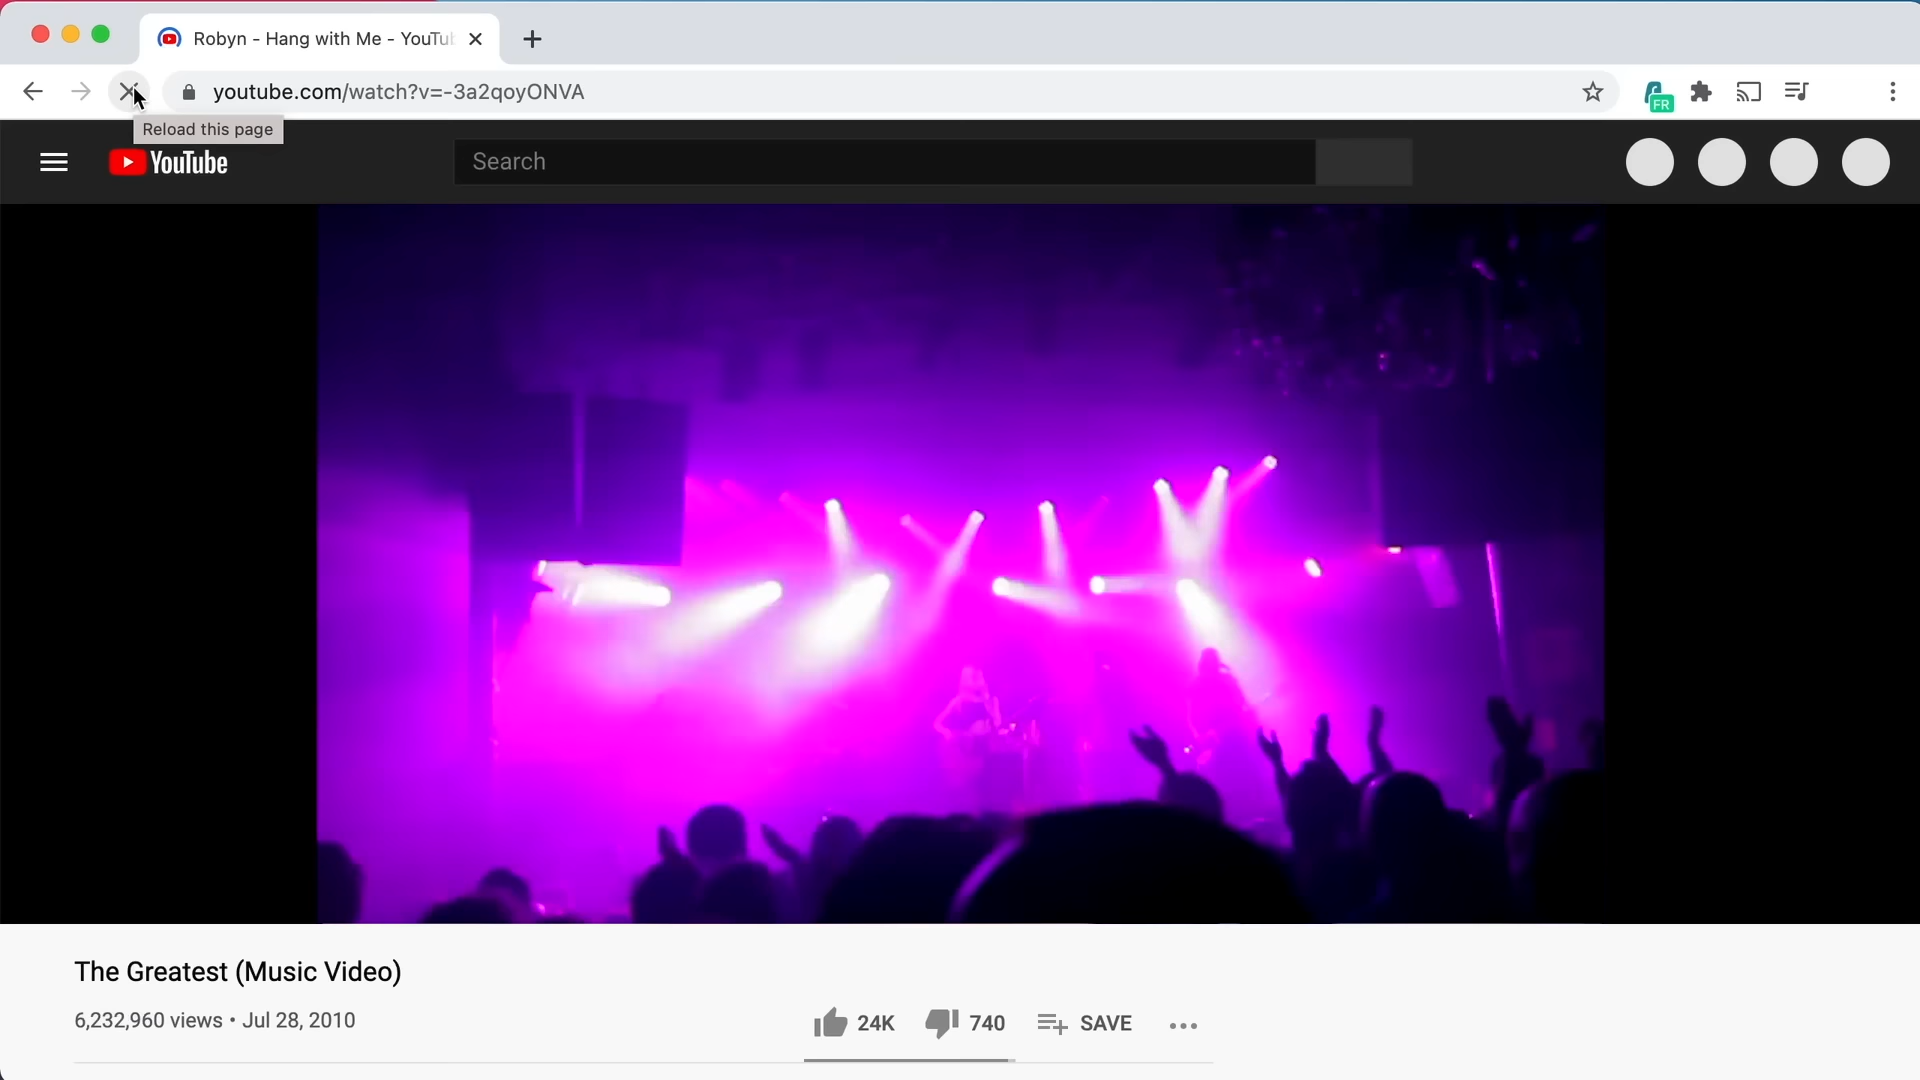 Robyn - Hang with Me - YouTu
youtube.com/watch?v=-3a2qoyONVA
FR
Reload this page
YouTube
Search
The Greatest (Music Video)
6,232,960 views • Jul 28, 2010
24K
740
SAVE